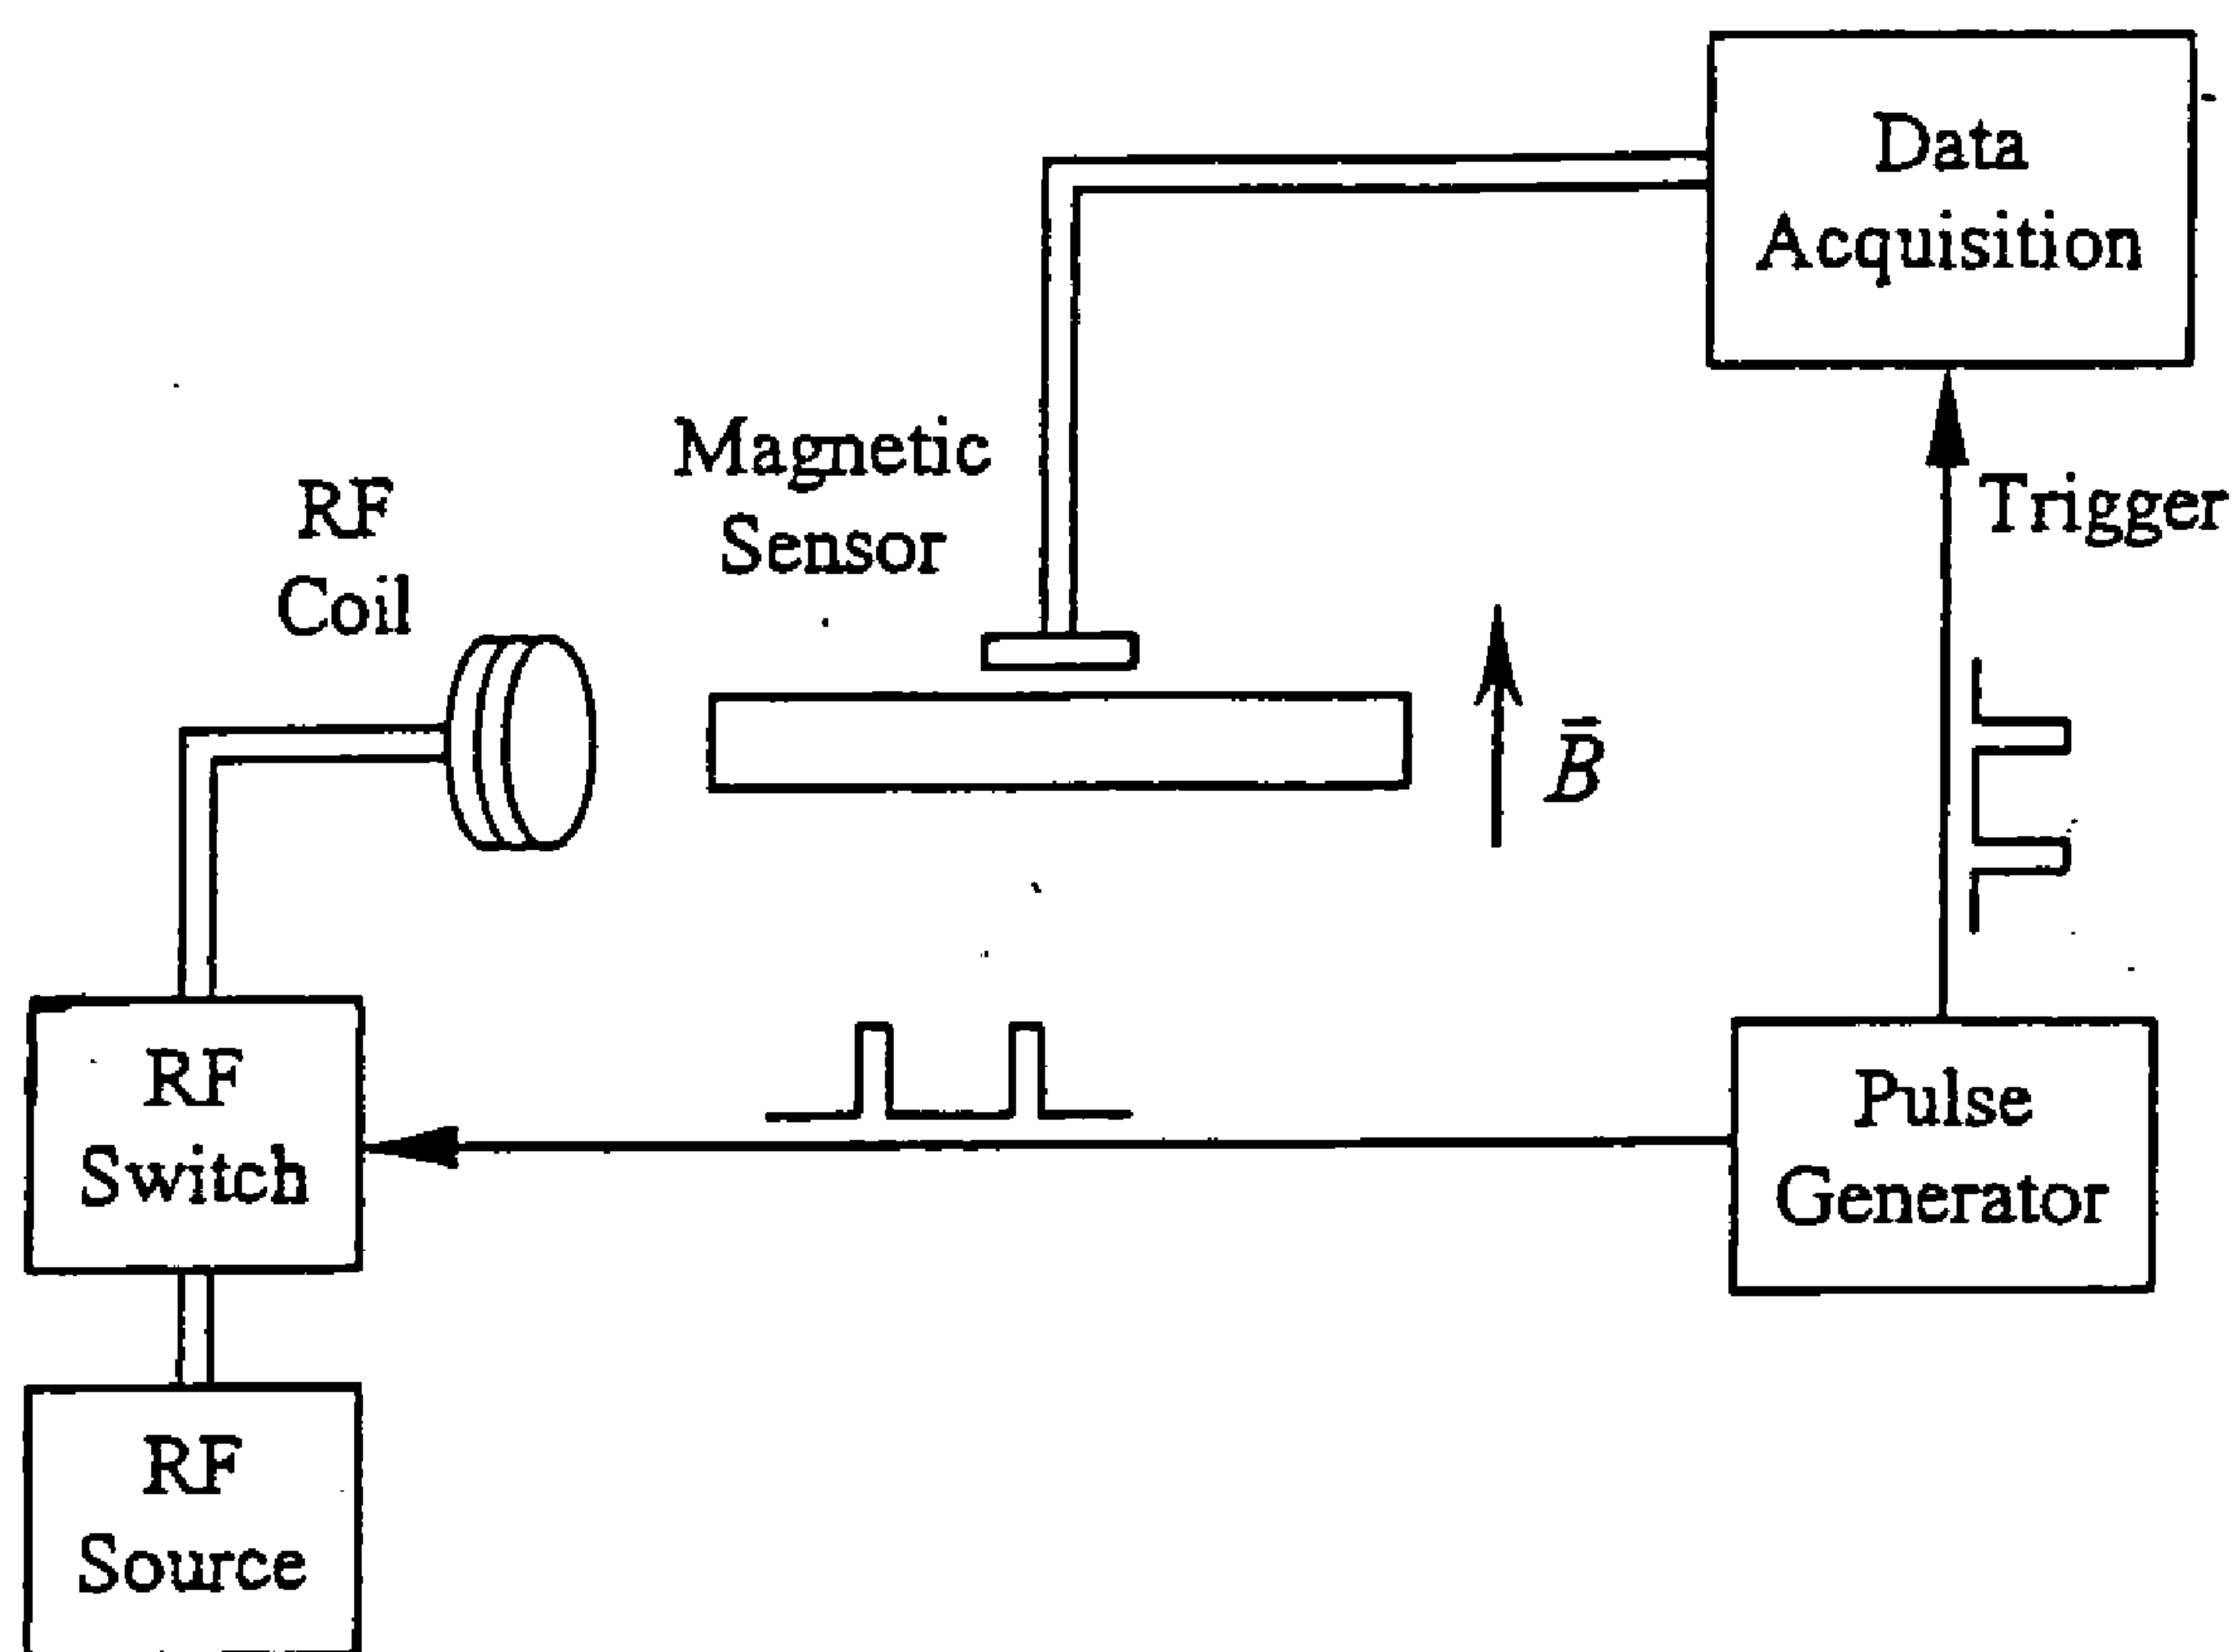 Data
Acquisition
Magnetic
Sensor
RF
Coil
Trigger
B̄
RF
Switch
Pulse
Generator
RF
Source